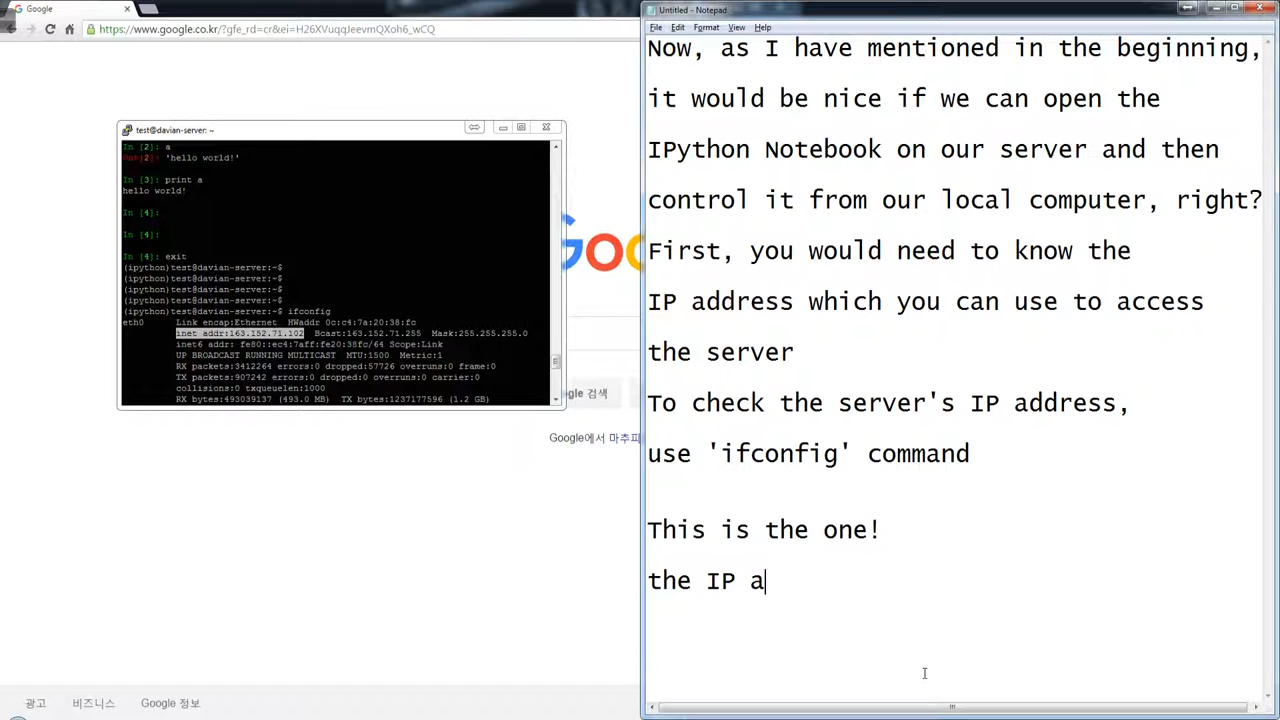 Google
https://www.google.co.kr/?gfe_rd=cr&ei=H26XVuqqJeevmQXoh6_wCQ
test@davian-server: ~
In [2]: a
Out[2]: 'hello world!'
In [3]: print a
hello world!
In [4]:
In [4]:
In [4]: exit
(ipython)test@davian-server:~$
(ipython)test@davian-server:~$
(ipython)test@davian-server:~$
(ipython)test@davian-server:~$
(ipython)test@davian-server:~$ ifconfig
eth0 Link encap:Ethernet HWaddr 0c:c4:7a:20:38:fc
inet addr:163.152.71.102 Bcast:163.152.71.255 Mask:255.255.255.0
inet6 addr: fe80::ec4:7aff:fe20:38fc/64 Scope:Link
UP BROADCAST RUNNING MULTICAST MTU:1500 Metric:1
RX packets:3412264 errors:0 dropped:57726 overruns:0 frame:0
TX packets:907242 errors:0 dropped:0 overruns:0 carrier:0
collisions:0 txqueuelen:1000
RX bytes:493039137 (493.0 MB) TX bytes:1237177596 (1.2 GB)
Goo
gle 검색
Google에서 마추피
광고 비즈니스 Google 정보
Untitled - Notepad
File Edit Format View Help
Now, as I have mentioned in the beginning,
it would be nice if we can open the
IPython Notebook on our server and then
control it from our local computer, right?
First, you would need to know the
IP address which you can use to access
the server
To check the server's IP address,
use 'ifconfig' command
This is the one!
the IP a